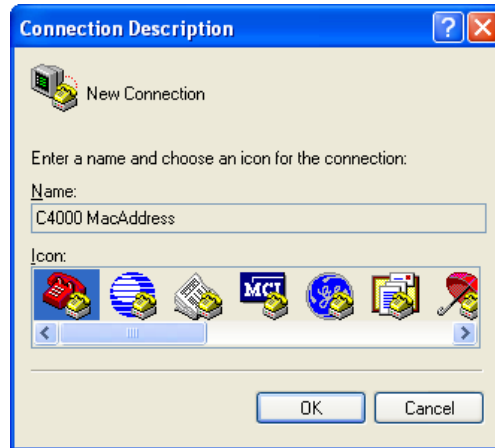 Connection Description
New Connection
Enter a name and choose an icon for the connection:
Name:
C4000 MacAddress
Icon:
MCI
OK
Cancel